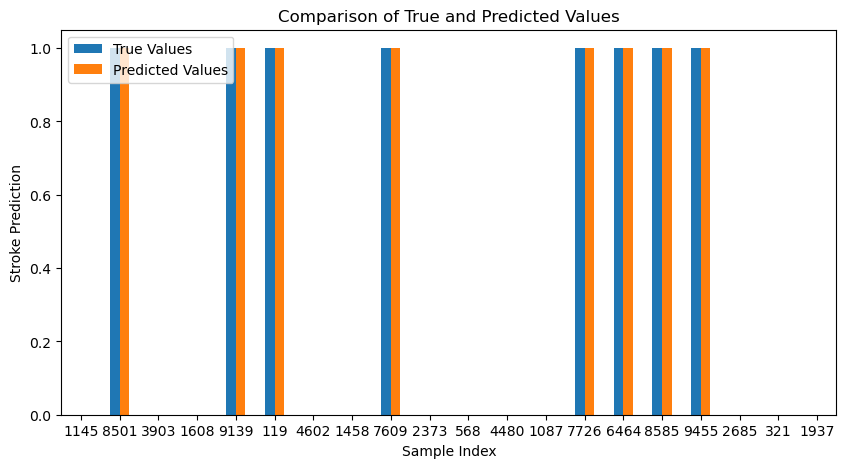 Comparison of True and Predicted Values
True Values
Predicted Values
Stroke Prediction
1.0
0.8
0.6
0.4
0.2
0.0
1145 8501 3903 1608 9139 119 4602 1458 7609 2373 568 4480 1087 7726 6464 8585 9455 2685 321 1937
Sample Index